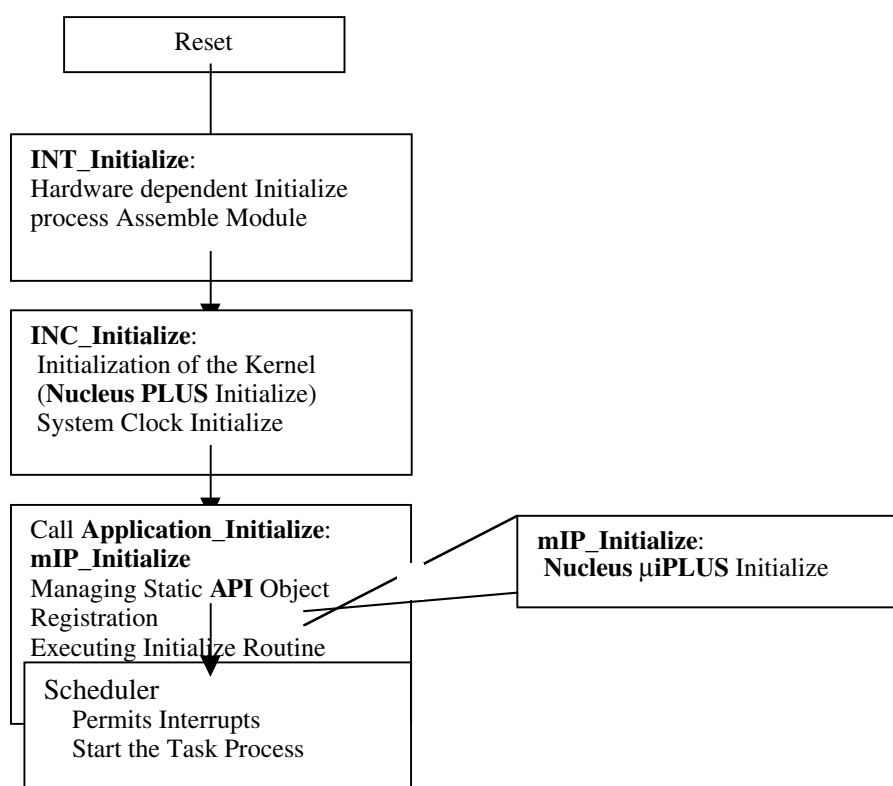 Reset
INT_Initialize:
Hardware dependent Initialize
process Assemble Module
INC_Initialize:
Initialization of the Kernel
(Nucleus PLUS Initialize)
System Clock Initialize
Call Application_Initialize:
mIP_Initialize
Managing Static API Object
Registration
Executing Initialize Routine
mIP_Initialize:
Nucleus µiPLUS Initialize
Scheduler
Permits Interrupts
Start the Task Process